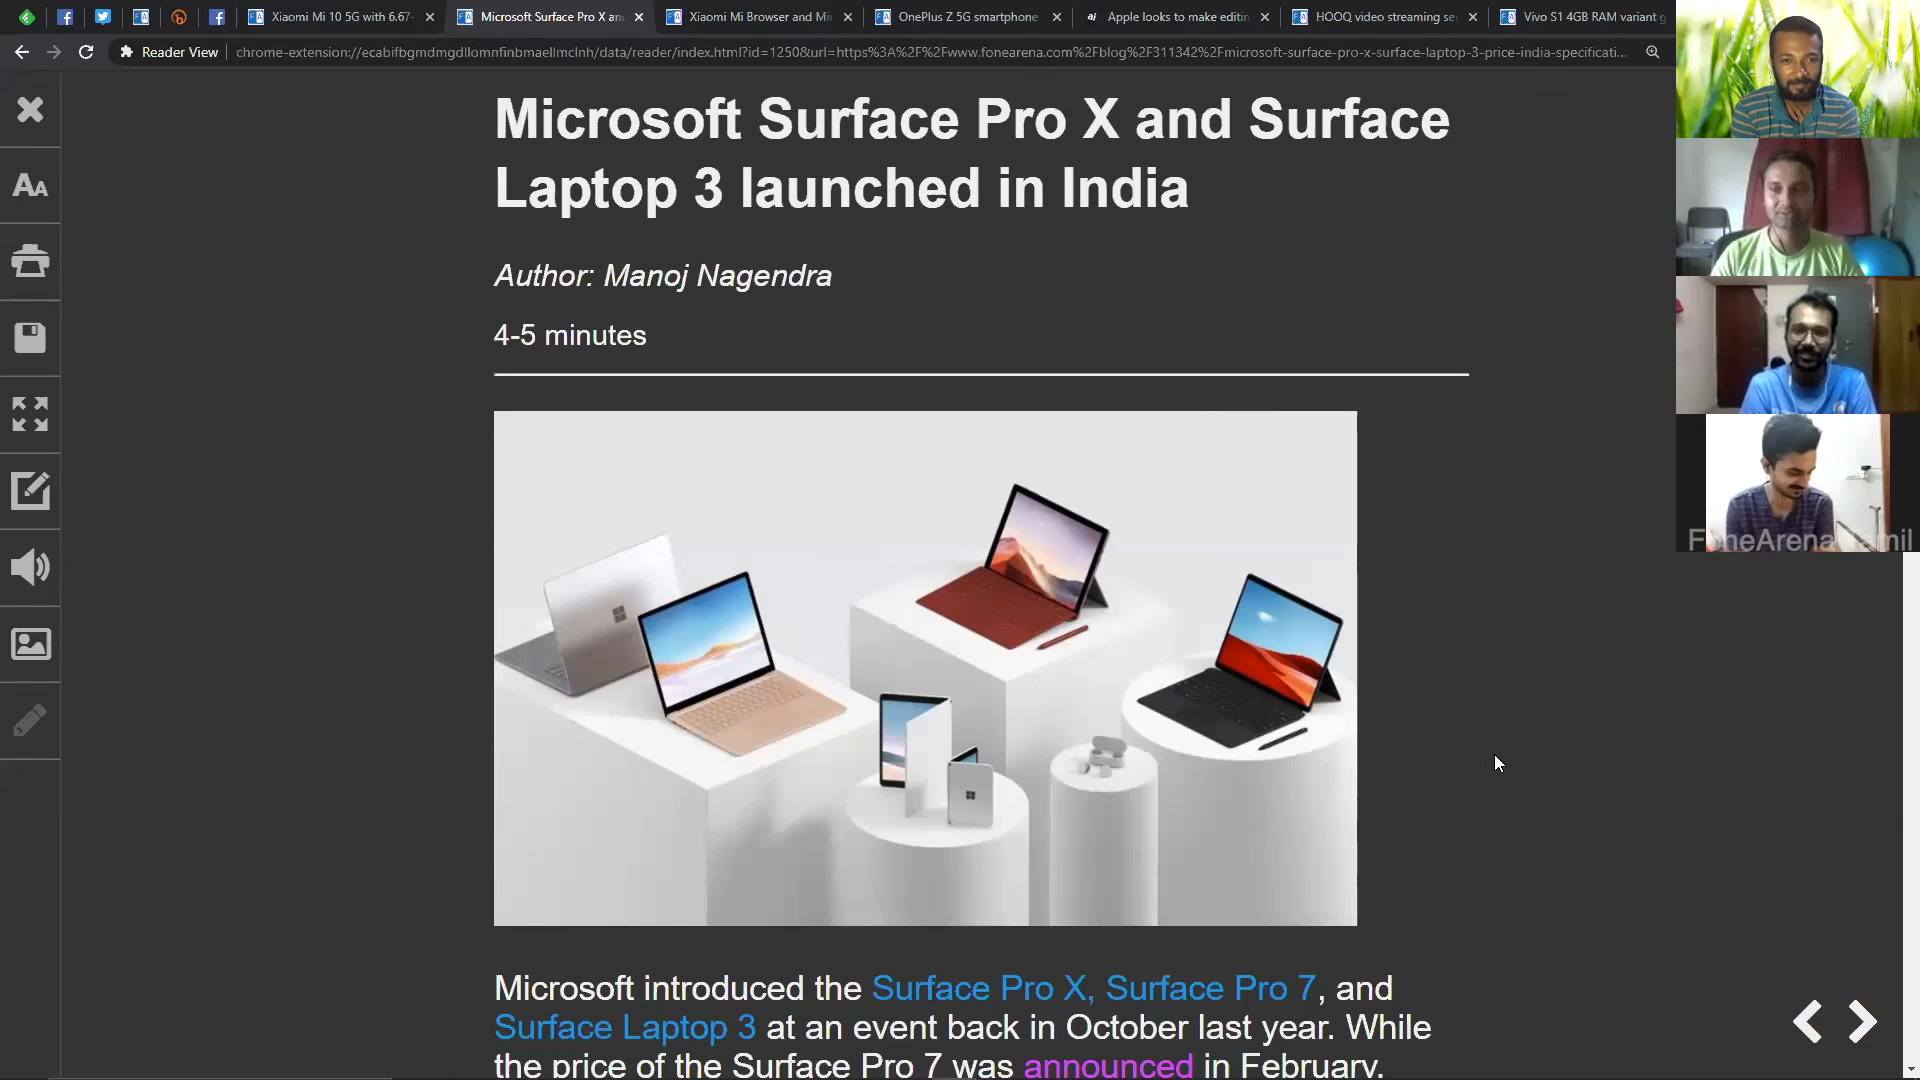 Xiaomi Mi 10 5G with 6.67-
Microsoft Surface Pro X an
Xiaomi Mi Browser and Mi
OnePlus Z 5G smartphone
Apple looks to make editin
HOOQ video streaming se
Vivo S1 4GB RAM variant g
Reader View
chrome-extension://ecabifbgmdmgdllomnfinbmaellmclnh/data/reader/index.html?id=1250&url=https%3A%2F%2Fwww.fonearena.com%2Fblog%2F311342%2Fmicrosoft-surface-pro-x-surface-laptop-3-price-india-specificati...
Microsoft Surface Pro X and Surface
Laptop 3 launched in India
Author: Manoj Nagendra
4-5 minutes
FoneArena Tamil
Microsoft introduced the Surface Pro X, Surface Pro 7, and
Surface Laptop 3 at an event back in October last year. While
the price of the Surface Pro 7 was announced in February,